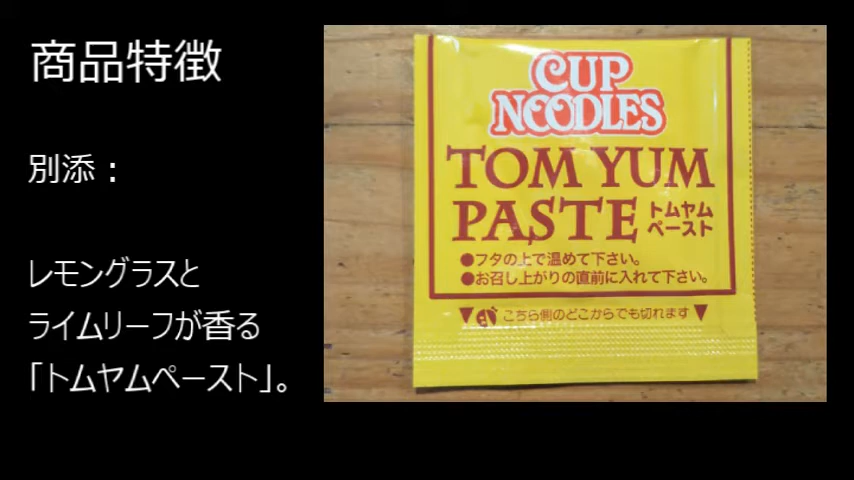 商品特徴
別添：
レモングラスと
ライムリーフが香る
「トムヤムペースト」。
CUP
NOODLES
TOM YUM
PASTE トムヤム
ペースト
●フタの上で温めて下さい。
●お召し上がりの直前に入れて下さい。
こちら側のどこからでも切れます